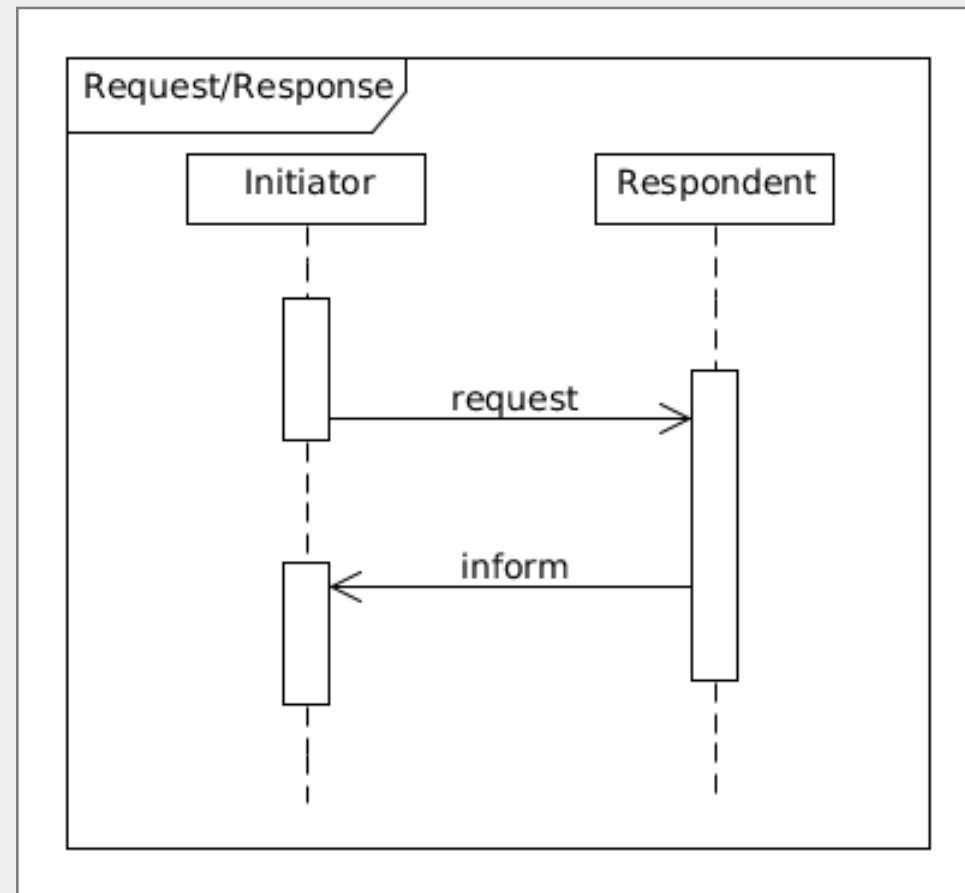 Request/Response
Initiator
Respondent
request
inform